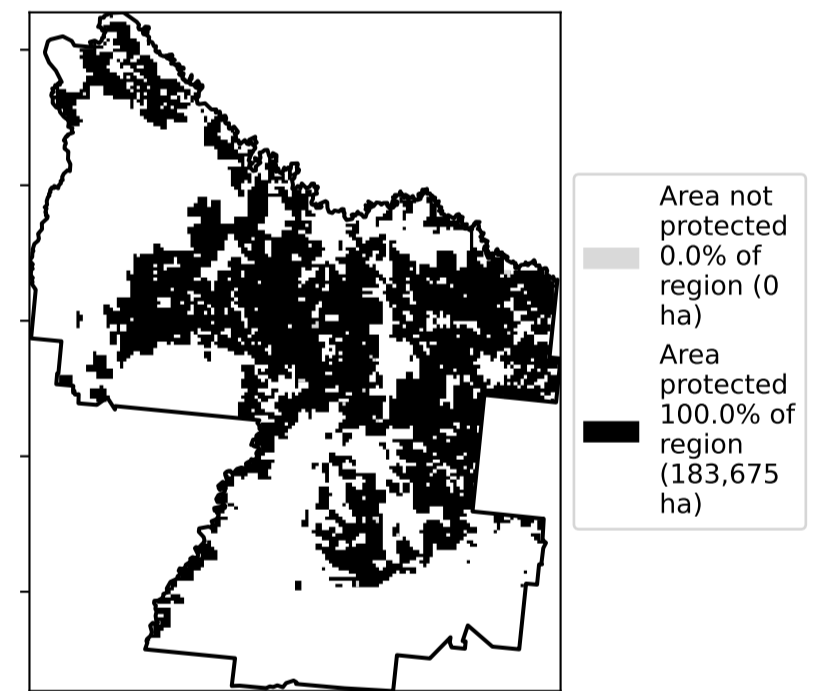 Area not
protected
0.0% of
region (0
ha)
Area
protected
100.0% of
region
(183,675
ha)